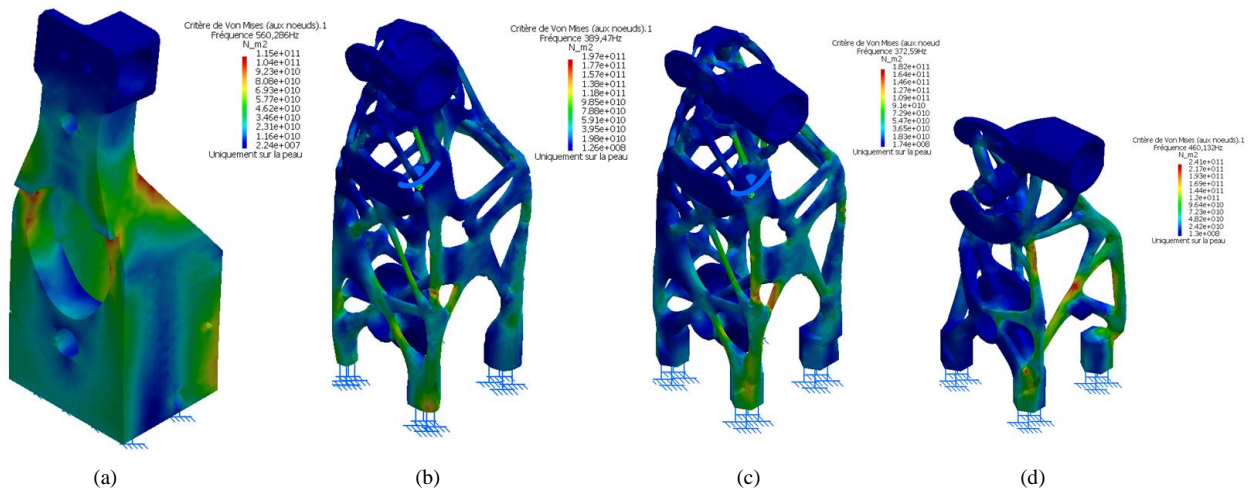 Critère de Von Mises (aux noeuds).1
Fréquence 560,286Hz
N_m2
1.15e+011
1.04e+011
9.23e+010
8.08e+010
6.93e+010
5.77e+010
4.62e+010
3.46e+010
2.31e+010
1.16e+010
2.24e+007
Uniquement sur la peau
Critère de Von Mises (aux noeuds).1
Fréquence 389,47Hz
N_m2
1.97e+011
1.77e+011
1.57e+011
1.38e+011
1.18e+011
9.85e+010
7.88e+010
5.91e+010
3.95e+010
1.98e+010
1.26e+008
Uniquement sur la peau
Critère de Von Mises (aux noeud
Fréquence 372,59Hz
N_m2
1.82e+011
1.64e+011
1.46e+011
1.27e+011
1.09e+011
9.1e+010
7.29e+010
5.47e+010
3.65e+010
1.83e+010
1.74e+008
Uniquement sur la peau
Critère de Von Mises (aux noeuds).1
Fréquence 460,132Hz
N_m2
2.41e+011
2.17e+011
1.93e+011
1.69e+011
1.44e+011
1.2e+011
9.64e+010
7.23e+010
4.82e+010
2.42e+010
1.3e+008
Uniquement sur la peau
(a)
(b)
(c)
(d)